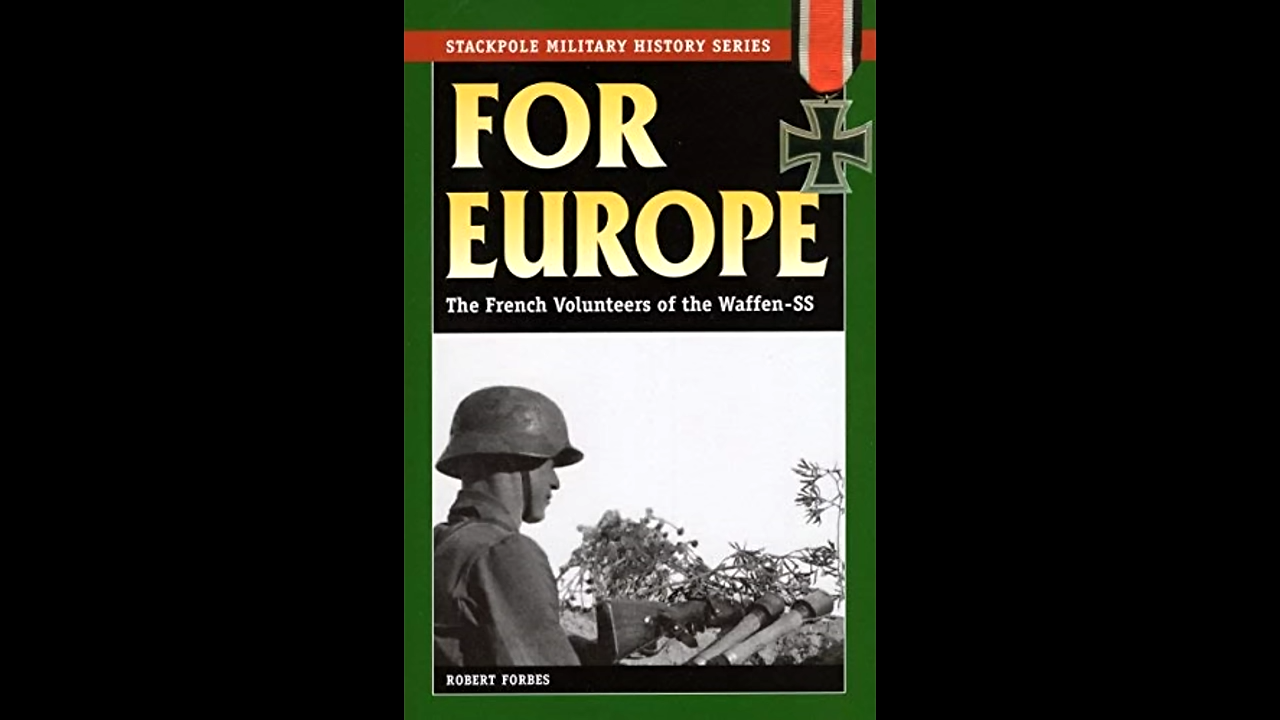 STACKPOLE MILITARY HISTORY SERIES
FOR
EUROPE
The French Volunteers of the Waffen-SS
ROBERT FORBES